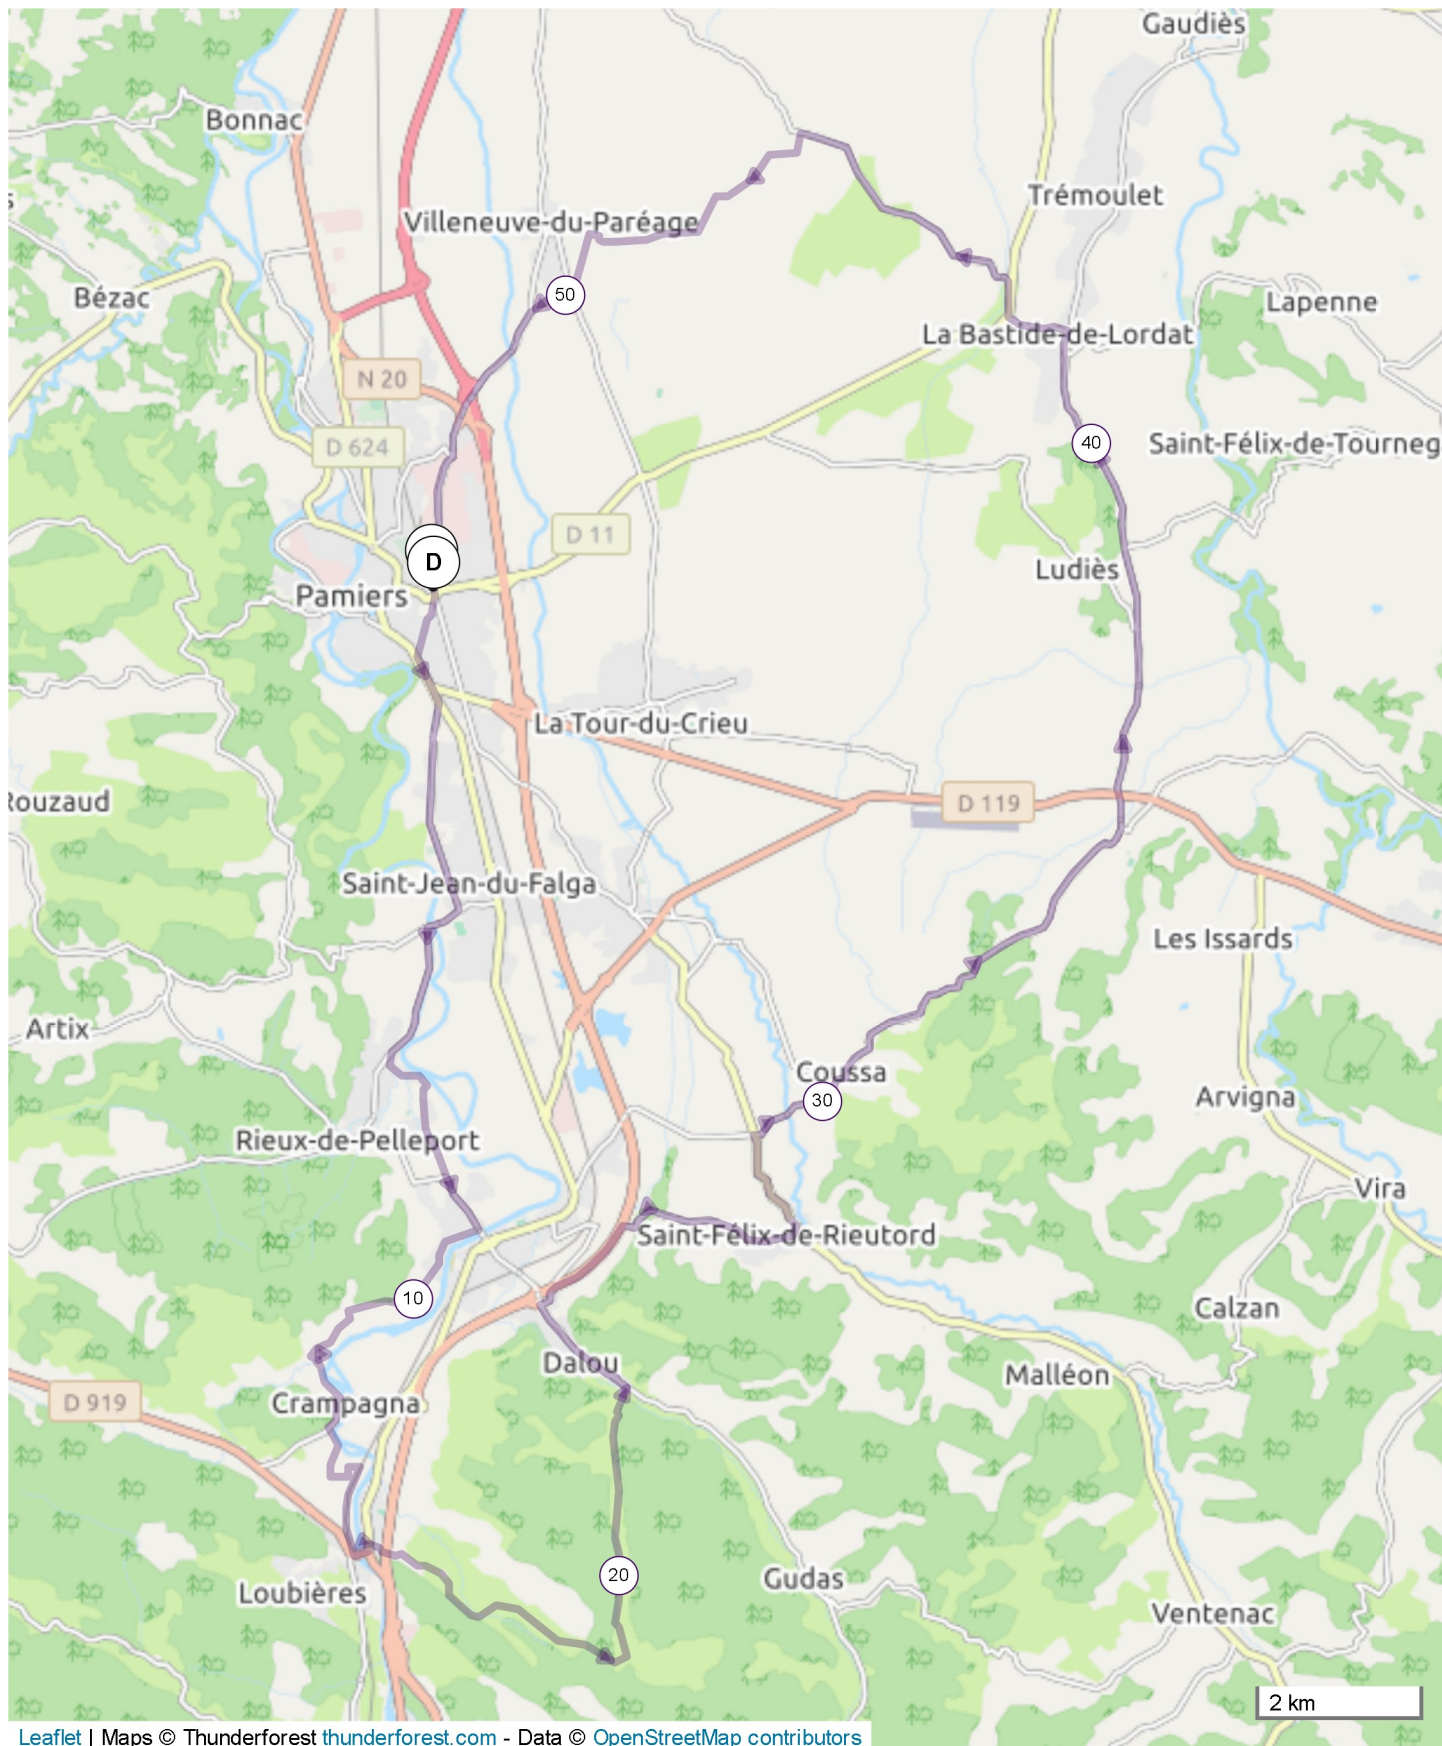 Gaudiès
Bonnac
Trémoulet
Villeneuve-du-Paréage
Bézac
50
Lapenne
La Bastide-de-Lordat
N 20
D 624
40
Saint-Félix-de-Tourneg
D 11
D
Ludiès
Pamiers
La Tour-du-Crieu
Rouzaud
D 119
Saint-Jean-du-Falga
Les Issards
Artix
Coussa
30
Arvigna
Rieux-de-Pelleport
Vira
Saint-Félix-de-Rieutord
10
Calzan
Dalou
Malléon
D 919
Crampagna
20
Gudas
Loubières
Ventenac
2 km
Leaflet | Maps © Thunderforest thunderforest.com - Data © OpenStreetMap contributors